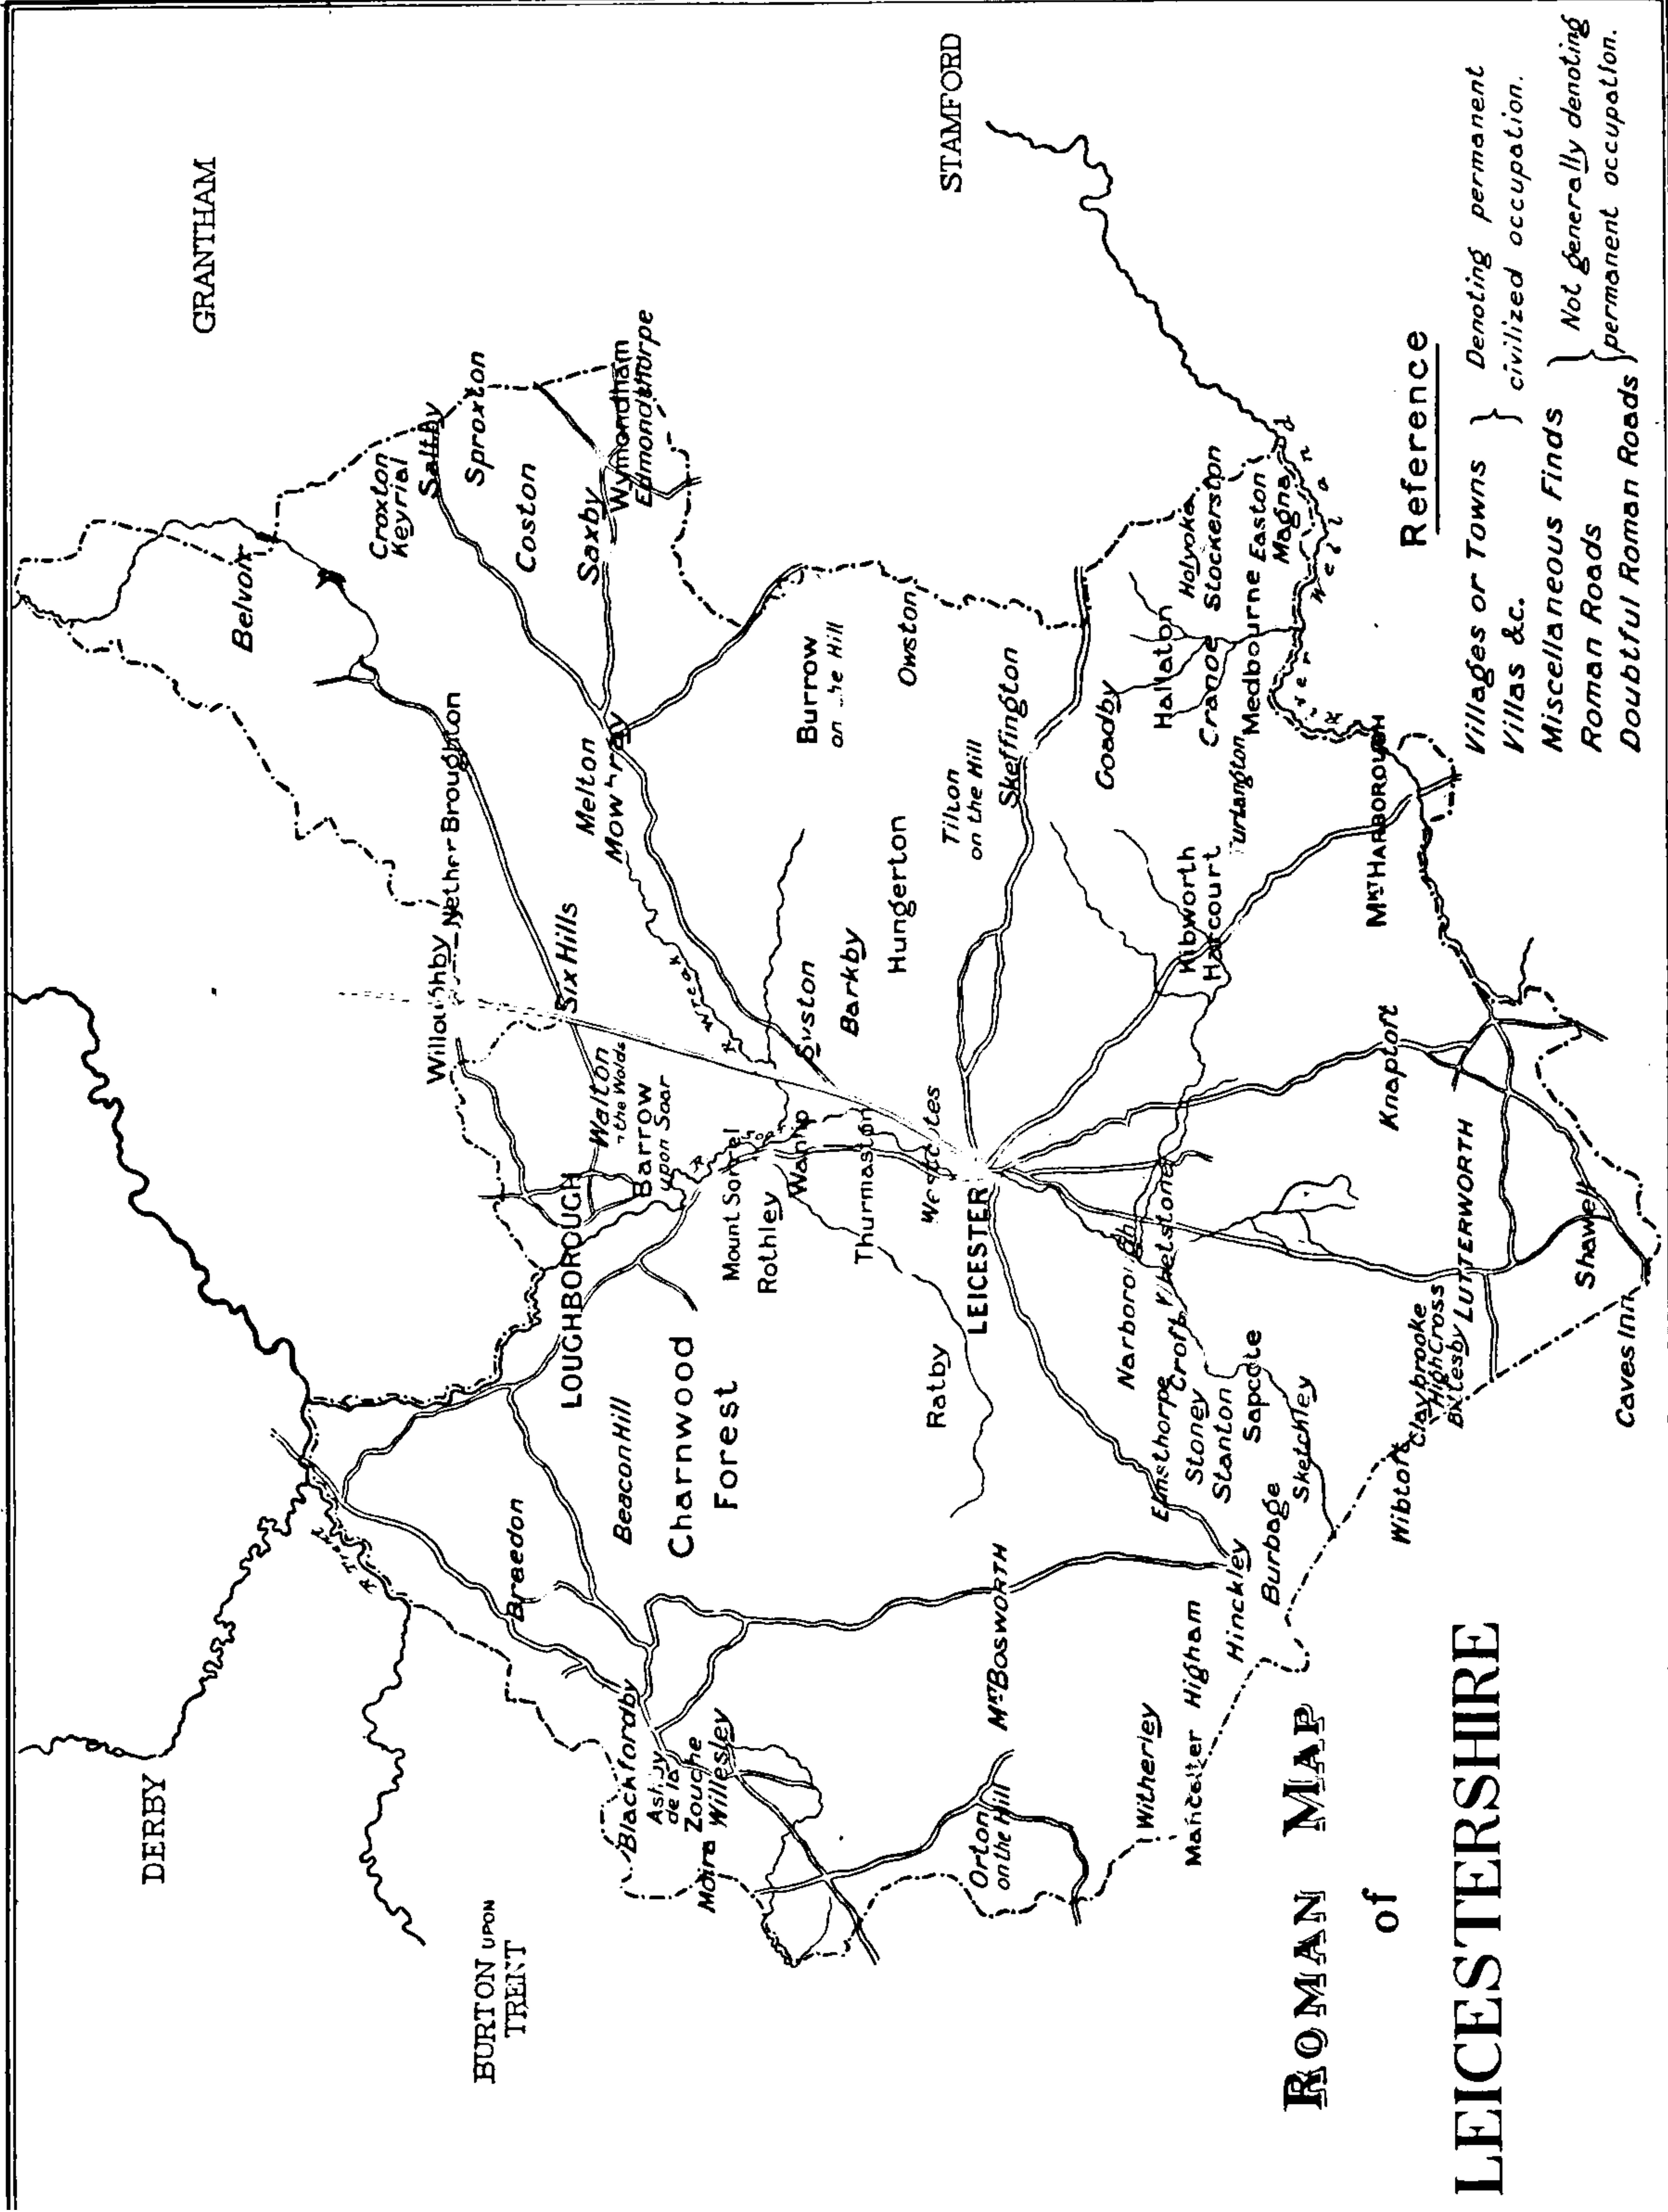 GRANTHAM
STAMFORD
DERBY
BURTON UPON
TRENT
Belvoir
Croxton
Keyrial
Saltby
Sproxton
Coston
Saxby
Wymondham
Edmondthorpe
Nether Broughton
Willoughby
Six Hills
Melton
Mowbray
Burrow
on the Hill
Owston
Walton
BARROW
upon Soar
LOUGHBOROUGH
Mount Sorrel
Rothley
Wanlip
R Wreak
Syston
Barkby
Hungerton
Thurmaston
Westcotes
LEICESTER
Tilton
on the Hill
Skeffington
Goadby
Hallaton
Cranoe
Holyoke
Stockerston
Medbourne
Easton
Magna
River Welland
Turlangton
Kibworth
Harcourt
MKT HARBOROUGH
Breedon
Beacon Hill
Charnwood
Forest
Ratby
R Trent
Blackfordby
Ashby
de la
Zouche
Willesley
Moira
MKT BOSWORTH
Orton
on the Hill
Witherley
Mancetter
Higham
Hinckley
Burbage
Sketchley
Sapcote
Stoney
Stanton
Elmsthorpe
Croft
Narborough
Whetstone
Knaptoft
Wibtoft
Claybrooke
High Cross
Bittesby
LUTTERWORTH
Shawell
Caves Inn
Reference
Villages or Towns } Denoting permanent
Villas &c. civilized occupation.
Miscellaneous Finds } Not generally denoting
Roman Roads
Doubtful Roman Roads } permanent occupation.
ROMAN MAP
of
LEICESTERSHIRE